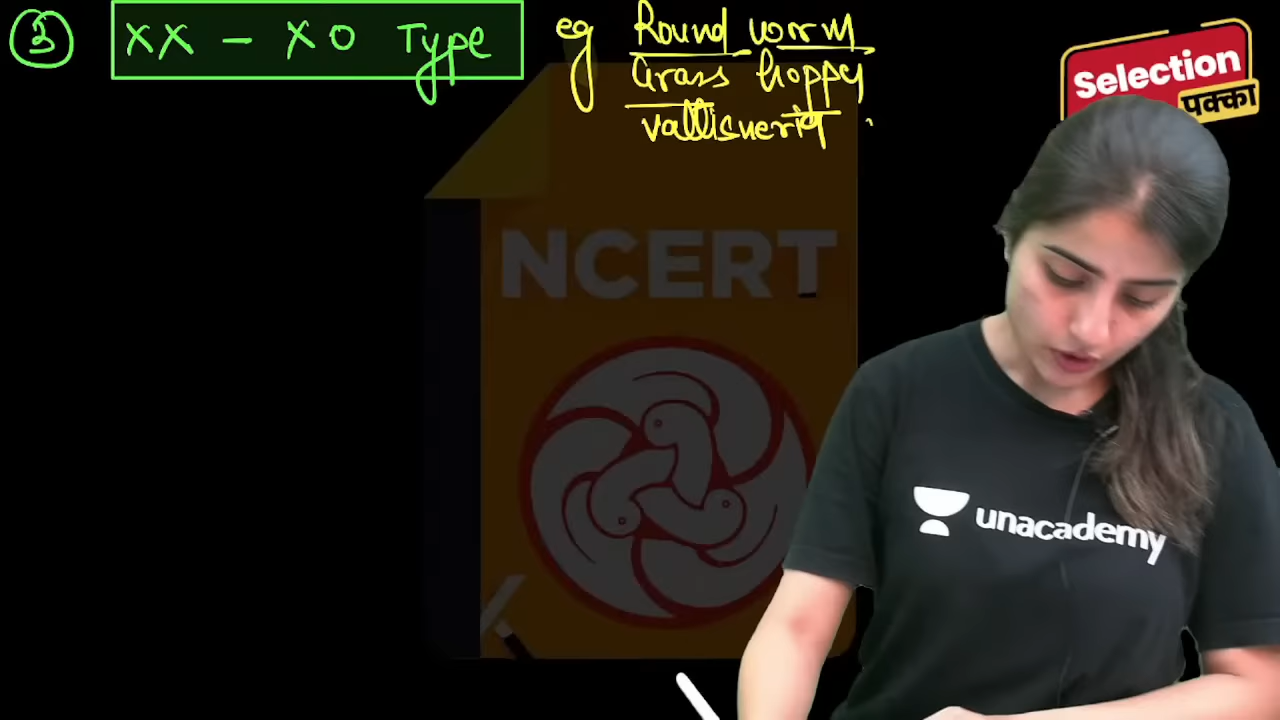 3 XX - XO Type eg Round worm
Grass hopper
vallisneria
Selection
पक्का
NCERT
unacademy